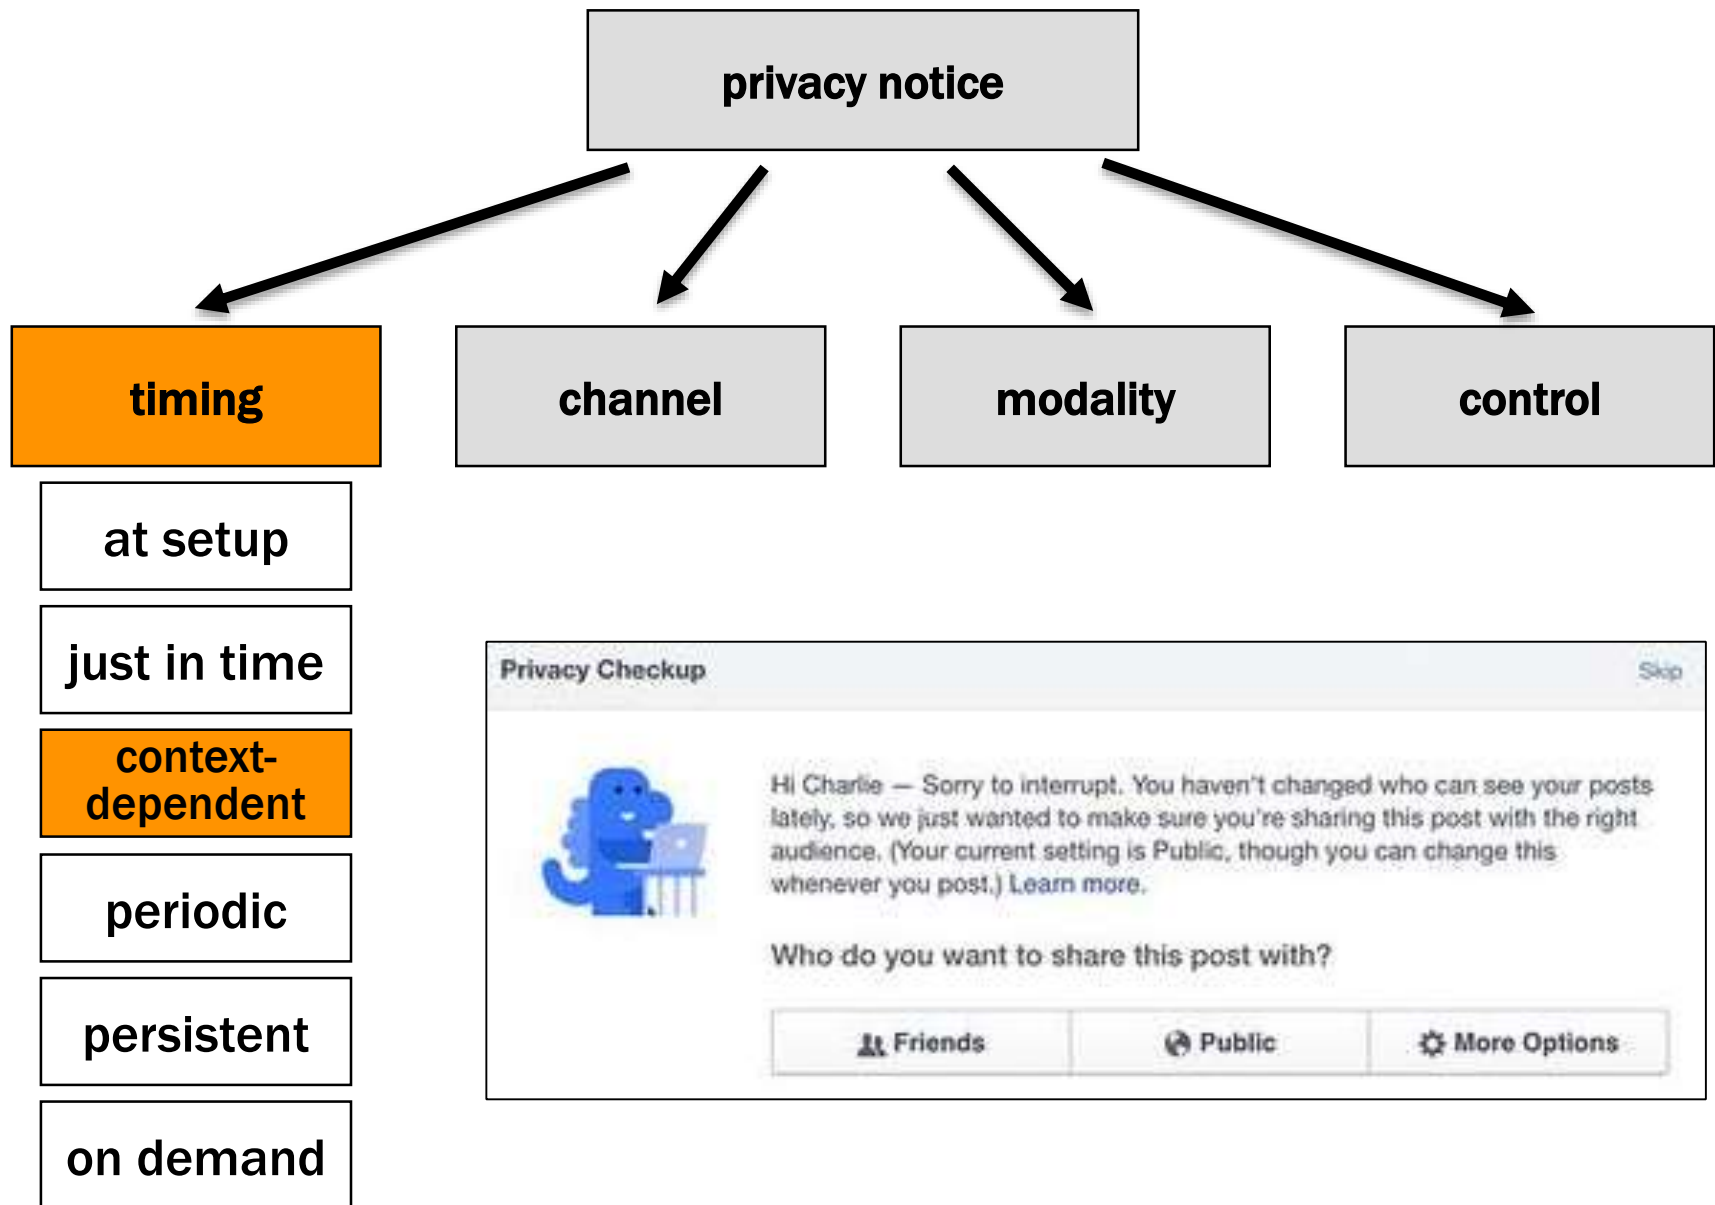 privacy notice
timing
channel
modality
control
at setup
just in time
context-
dependent
periodic
persistent
on demand
Privacy Checkup
Skip
Hi Charlie — Sorry to interrupt. You haven't changed who can see your posts
lately, so we just wanted to make sure you're sharing this post with the right
audience. (Your current setting is Public, though you can change this
whenever you post.) Learn more.
Who do you want to share this post with?
Friends
Public
More Options